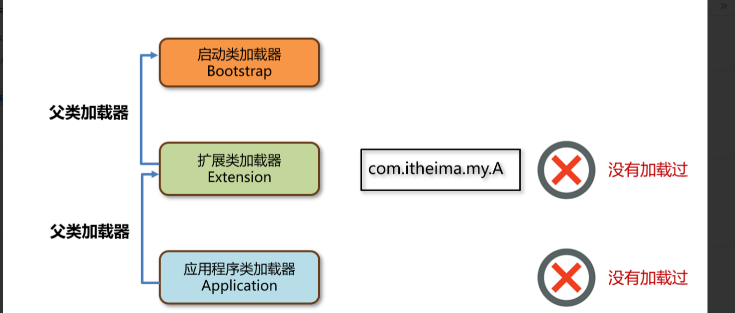 启动类加载器
Bootstrap
父类加载器
扩展类加载器
Extension
com.itheima.my.A
没有加载过
父类加载器
应用程序类加载器
Application
没有加载过